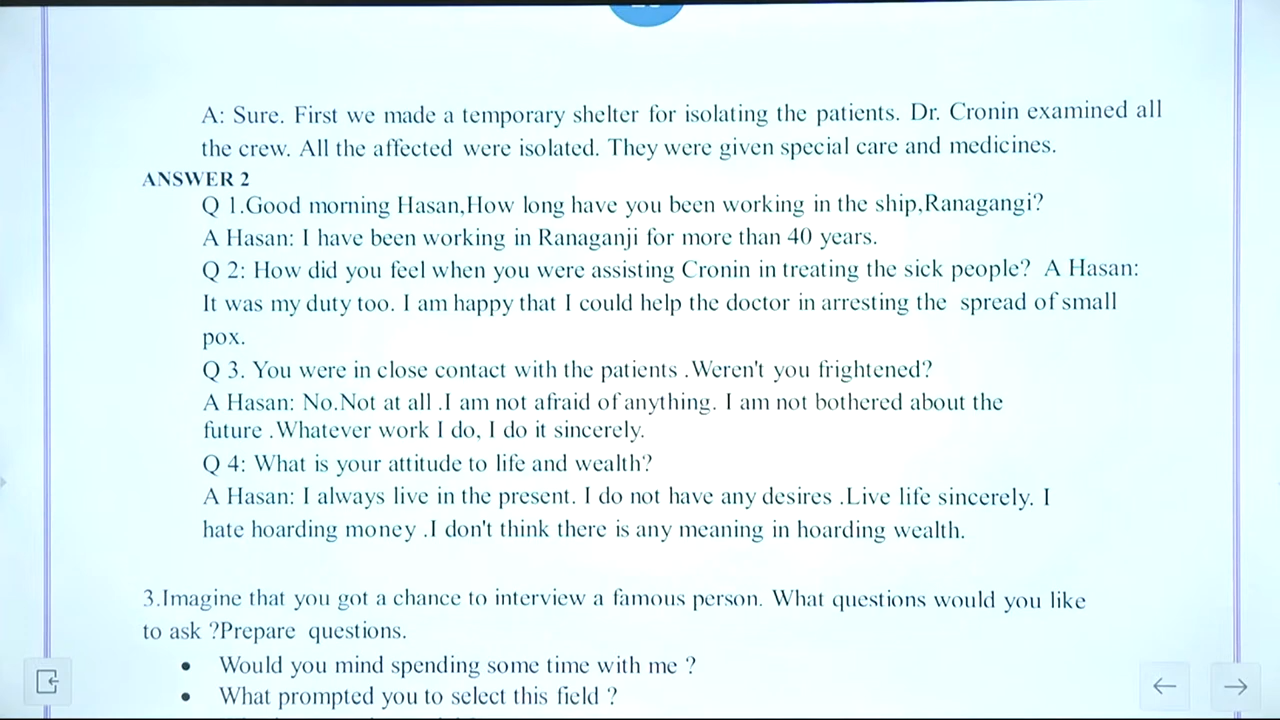 A: Sure. First we made a temporary shelter for isolating the patients. Dr. Cronin examined all
the crew. All the affected were isolated. They were given special care and medicines.
ANSWER 2
Q 1.Good morning Hasan,How long have you been working in the ship,Ranagangi?
A Hasan: I have been working in Ranaganji for more than 40 years.
Q 2: How did you feel when you were assisting Cronin in treating the sick people? A Hasan:
It was my duty too. I am happy that I could help the doctor in arresting the spread of small
pox.
Q 3. You were in close contact with the patients .Weren't you frightened?
A Hasan: No.Not at all .I am not afraid of anything. I am not bothered about the
future .Whatever work I do, I do it sincerely.
Q 4: What is your attitude to life and wealth?
A Hasan: I always live in the present. I do not have any desires .Live life sincerely. I
hate hoarding money .I don't think there is any meaning in hoarding wealth.
3.Imagine that you got a chance to interview a famous person. What questions would you like
to ask ?Prepare questions.
• Would you mind spending some time with me ?
• What prompted you to select this field ?